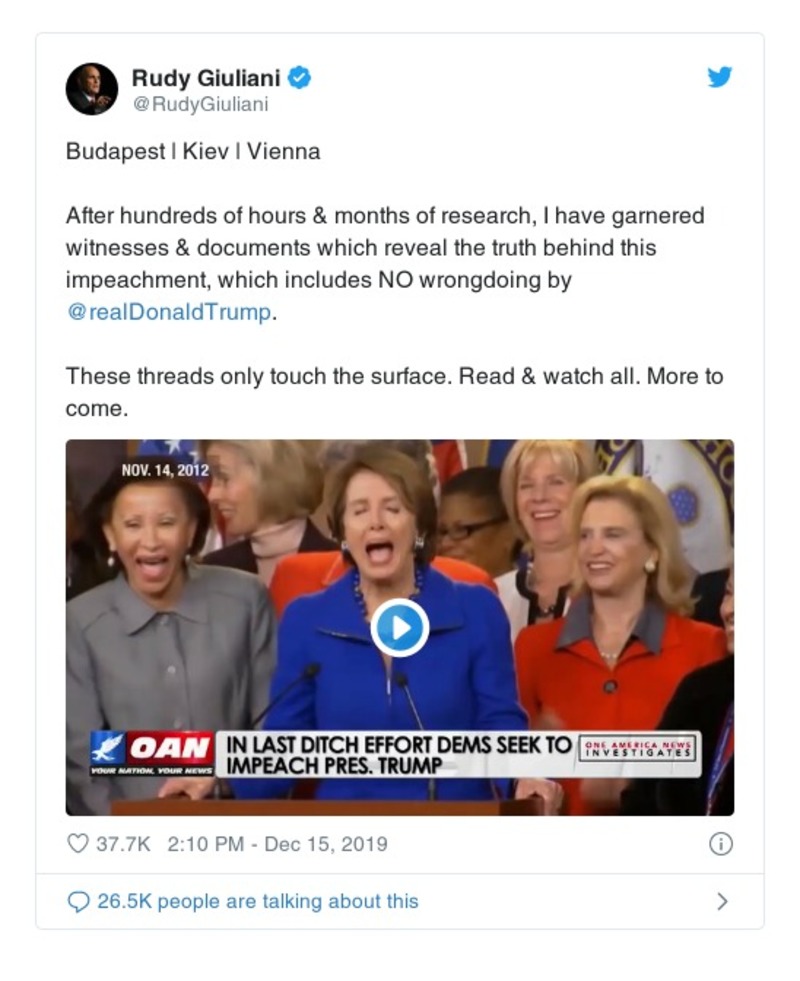 Rudy Giuliani
@RudyGiuliani
Budapest | Kiev | Vienna
After hundreds of hours & months of research, I have garnered
witnesses & documents which reveal the truth behind this
impeachment, which includes NO wrongdoing by
@realDonaldTrump.
These threads only touch the surface. Read & watch all. More to
come.
NOV. 14, 2012
OAN
YOUR NATION, YOUR NEWS
IN LAST DITCH EFFORT DEMS SEEK TO
IMPEACH PRES. TRUMP
ONE AMERICA NEWS
INVESTIGATES
37.7K 2:10 PM - Dec 15, 2019
26.5K people are talking about this